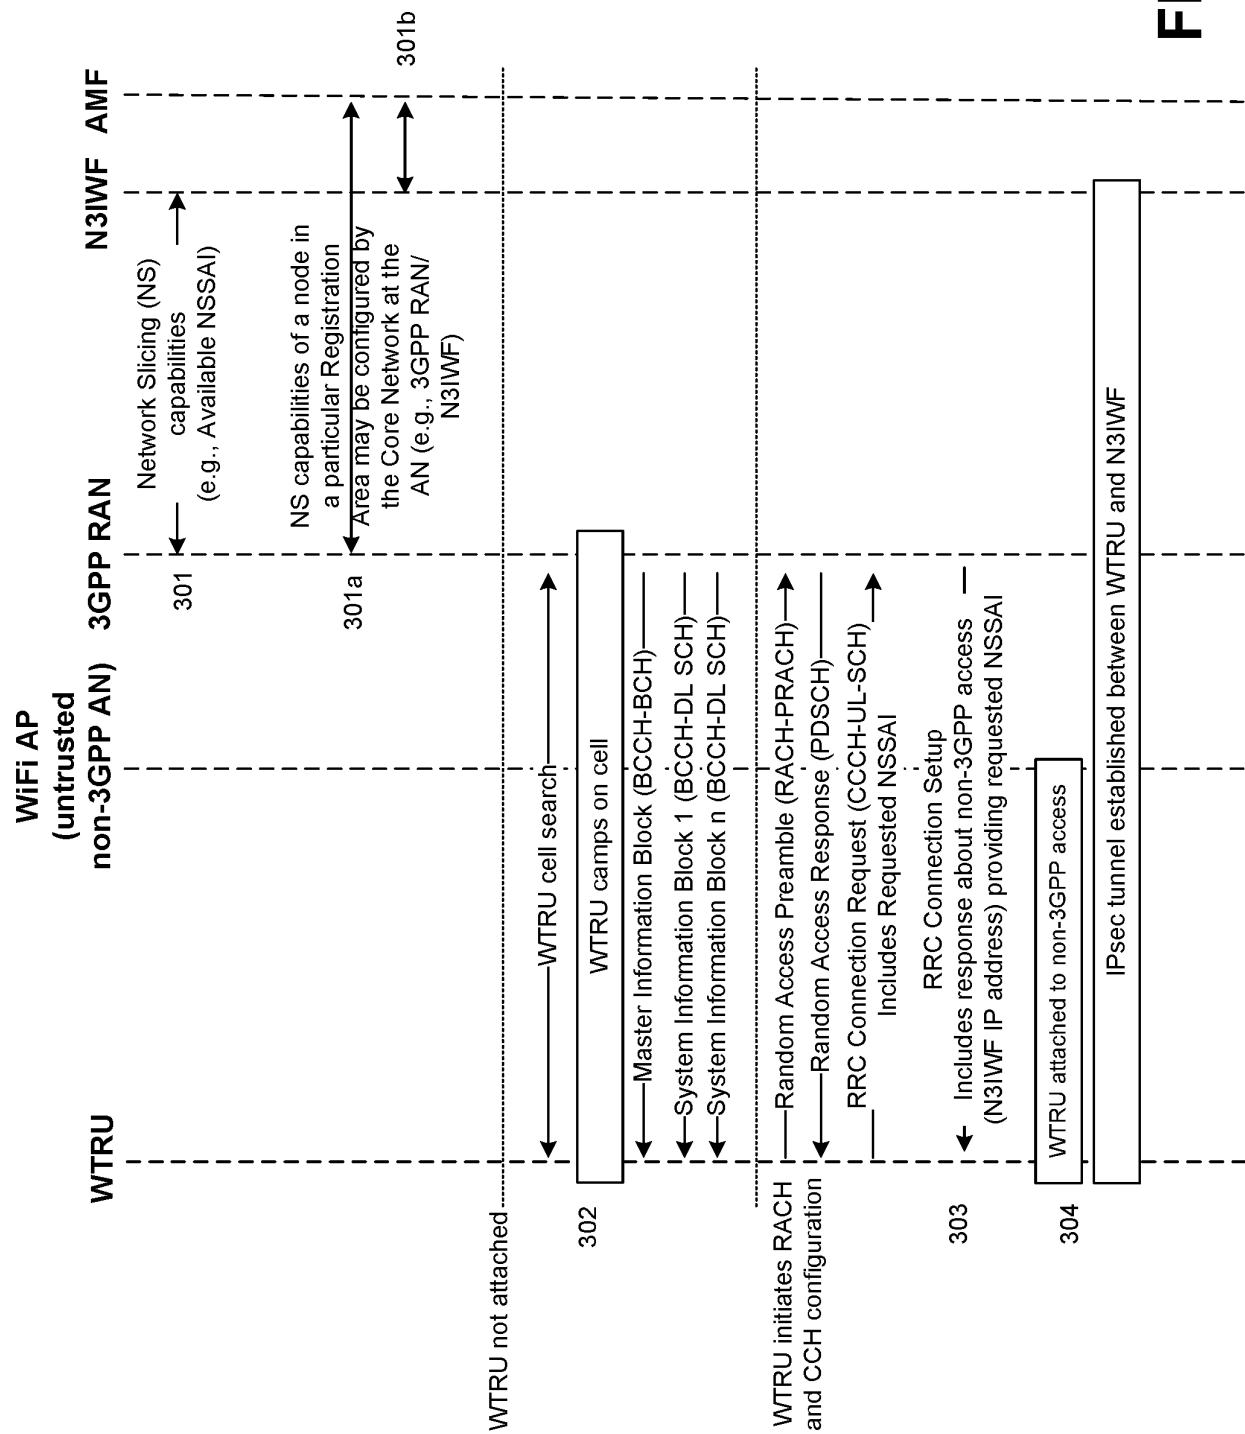 WiFi AP
(untrusted
non-3GPP AN)
WTRU
3GPP RAN
N3IWF
AMF
301
Network Slicing (NS)
capabilities
(e.g., Available NSSAI)
301a
NS capabilities of a node in
a particular Registration
Area may be configured by
the Core Network at the
AN (e.g., 3GPP RAN/
N3IWF)
301b
WTRU not attached
WTRU cell search
302
WTRU camps on cell
Master Information Block (BCCH-BCH)
System Information Block 1 (BCCH-DL SCH)
System Information Block n (BCCH-DL SCH)
WTRU initiates RACH
and CCH configuration
Random Access Preamble (RACH-PRACH)
Random Access Response (PDSCH)
RRC Connection Request (CCCH-UL-SCH)
Includes Requested NSSAI
303
RRC Connection Setup
Includes response about non-3GPP access
(N3IWF IP address) providing requested NSSAI
304
WTRU attached to non-3GPP access
IPsec tunnel established between WTRU and N3IWF